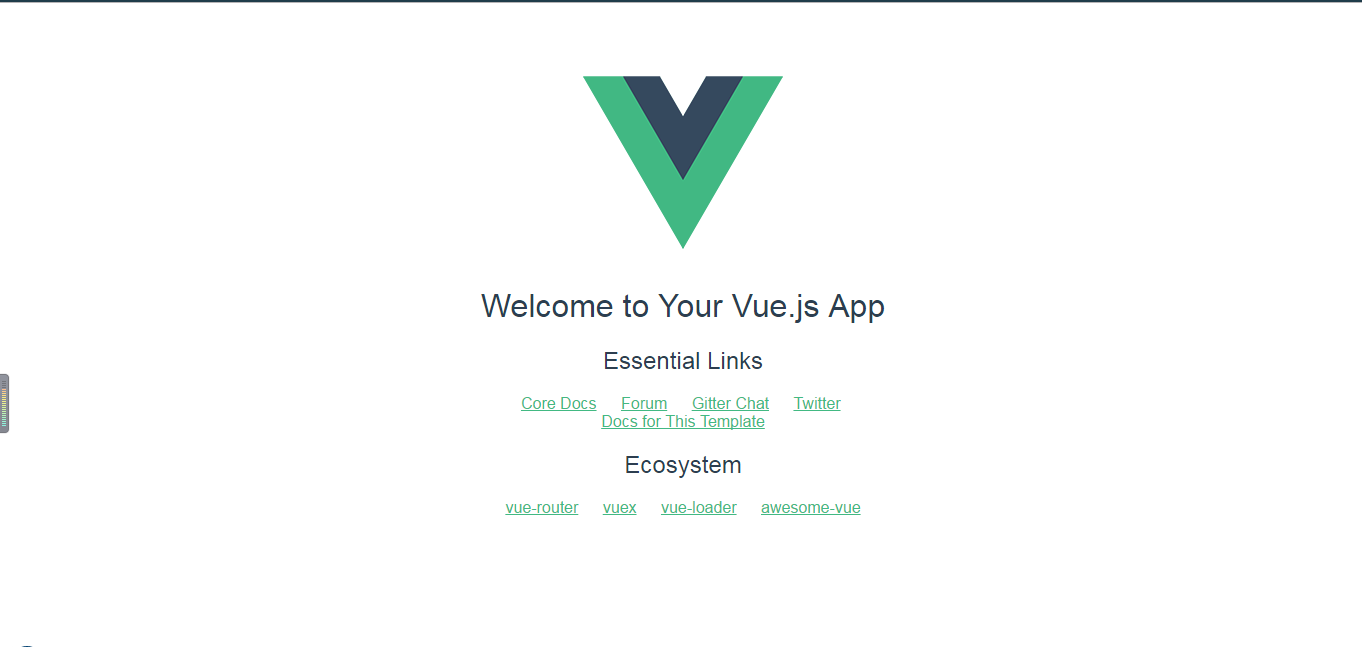 Welcome to Your Vue.js App
Essential Links
Core Docs Forum Gitter Chat Twitter
Docs for This Template
Ecosystem
vue-router vuex vue-loader awesome-vue